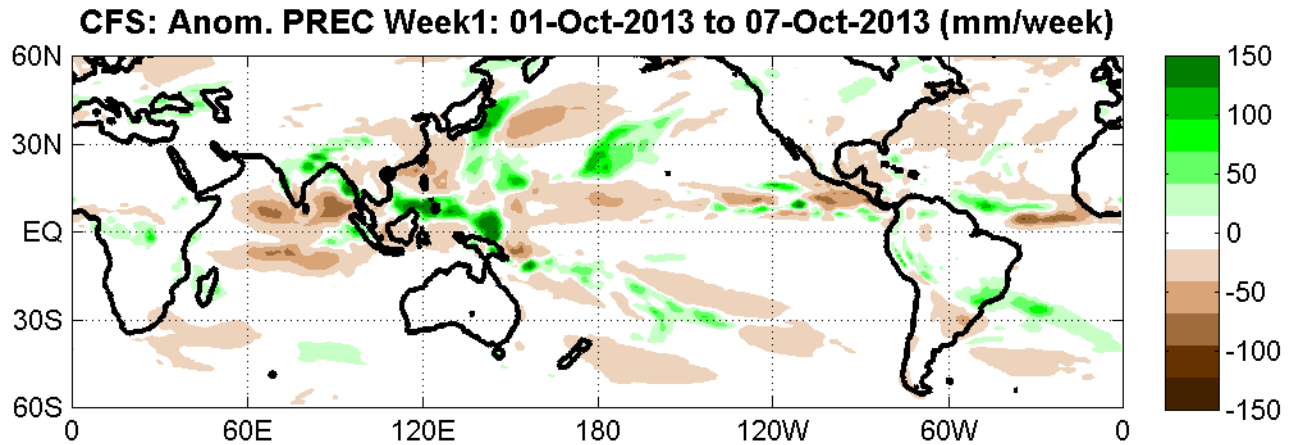 CFS: Anom. PREC Week1: 01-Oct-2013 to 07-Oct-2013 (mm/week)
60N
30N
EQ
30S
60S
0 60E 120E 180 120W 60W 0
150
100
50
0
-50
-100
-150